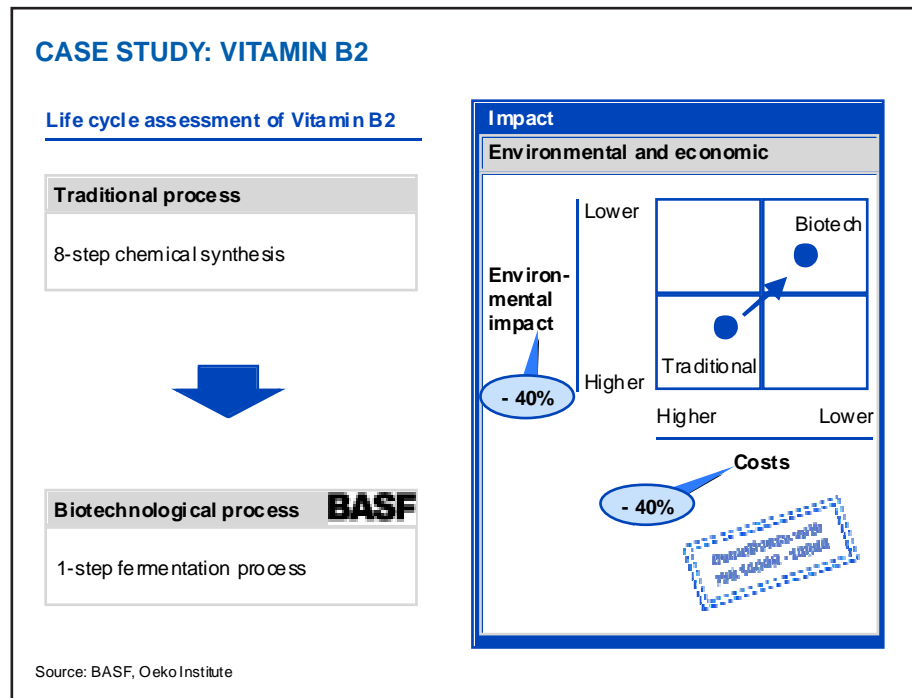 CASE STUDY: VITAMIN B2
Life cycle assessment of Vitamin B2
Traditional process
8-step chemical synthesis
Biotechnological process BASF
1-step fermentation process
Impact
Environmental and economic
Lower
Environ-
mental
impact
Higher
- 40%
Biotech
Traditional
Higher Lower
Costs
- 40%
Source: BASF, Oeko Institute